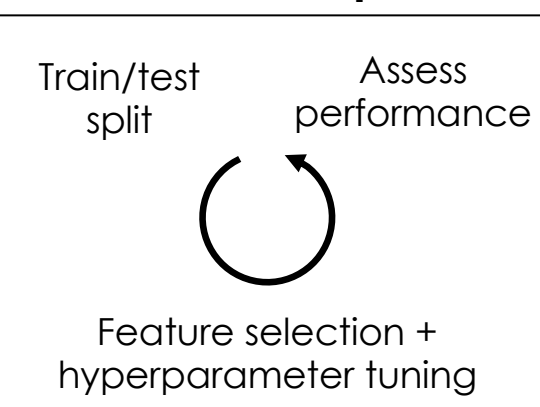 Train/test
split
Assess
performance
Feature selection +
hyperparameter tuning